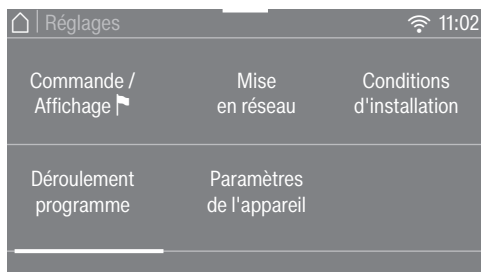 Réglages 11:02
Commande / Affichage
Mise en réseau
Conditions d'installation
Déroulement programme
Paramètres de l'appareil